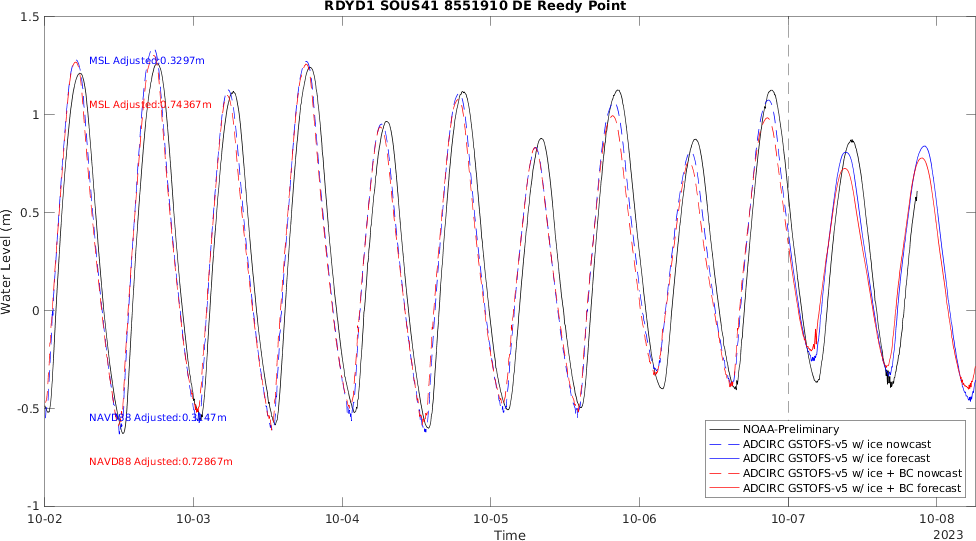 RDYD1 SOUS41 8551910 DE Reedy Point
1.5
1
0.5
0
-0.5
-1
Water Level (m)
MSL Adjusted:0.3297m
MSL Adjusted:0.74367m
NAVD88 Adjusted:0.3147m
NAVD88 Adjusted:0.72867m
NOAA-Preliminary
ADCIRC GSTOFS-v5 w/ ice nowcast
ADCIRC GSTOFS-v5 w/ ice forecast
ADCIRC GSTOFS-v5 w/ ice + BC nowcast
ADCIRC GSTOFS-v5 w/ ice + BC forecast
10-02 10-03 10-04 10-05 10-06 10-07 10-08
Time
2023